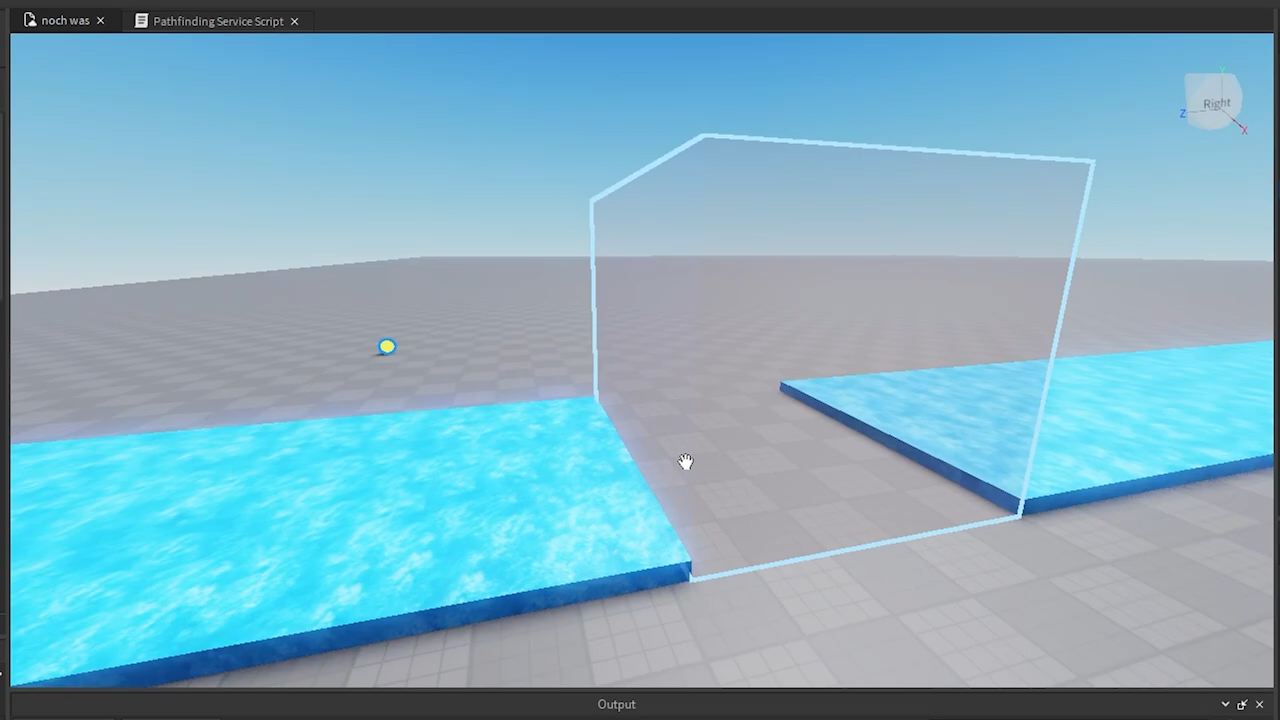 noch was
Pathfinding Service Script
Y
Right
Z
X
Output